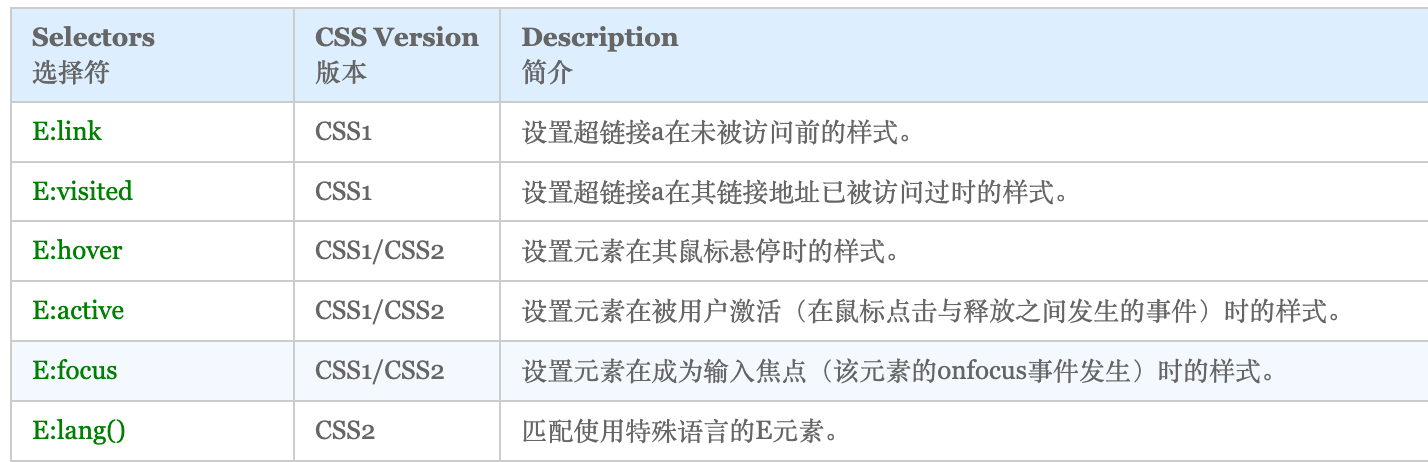 Selectors CSS Version Description
选择符 版本 简介
E:link CSS1 设置超链接a在未被访问前的样式。
E:visited CSS1 设置超链接a在其链接地址已被访问过时的样式。
E:hover CSS1/CSS2 设置元素在其鼠标悬停时的样式。
E:active CSS1/CSS2 设置元素在被用户激活（在鼠标点击与释放之间发生的事件）时的样式。
E:focus CSS1/CSS2 设置元素在成为输入焦点（该元素的onfocus事件发生）时的样式。
E:lang() CSS2 匹配使用特殊语言的E元素。